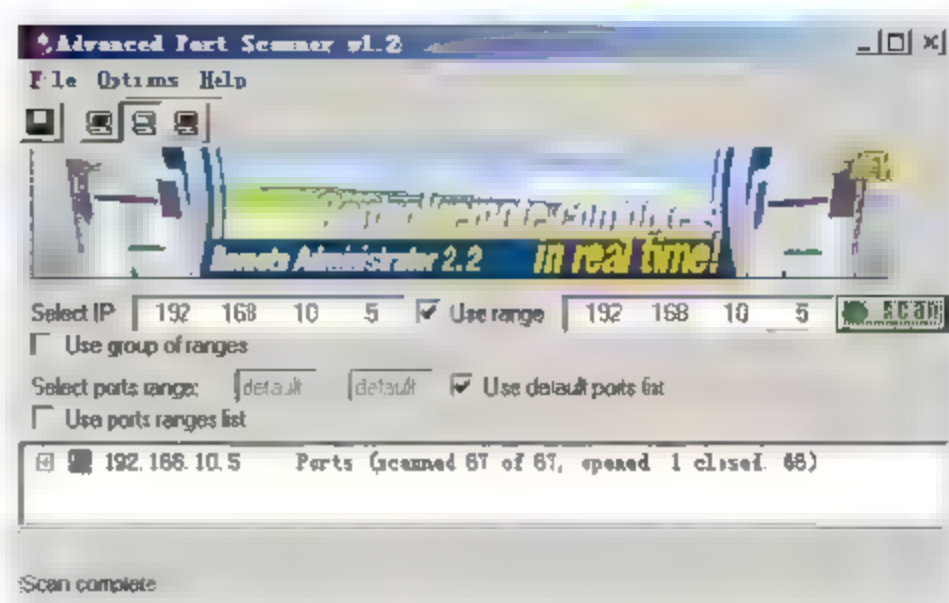 Advanced Port Scanner v1.2
File Options Help
Remote Administrator 2.2 in real time!
Select IP 192 168 10 5 Use range 192 168 10 5 scan
Use group of ranges
Select ports range: default default Use default ports list
Use ports ranges list
192.168.10.5 Ports (scanned 67 of 67, opened 1 closed 66)
Scan complete